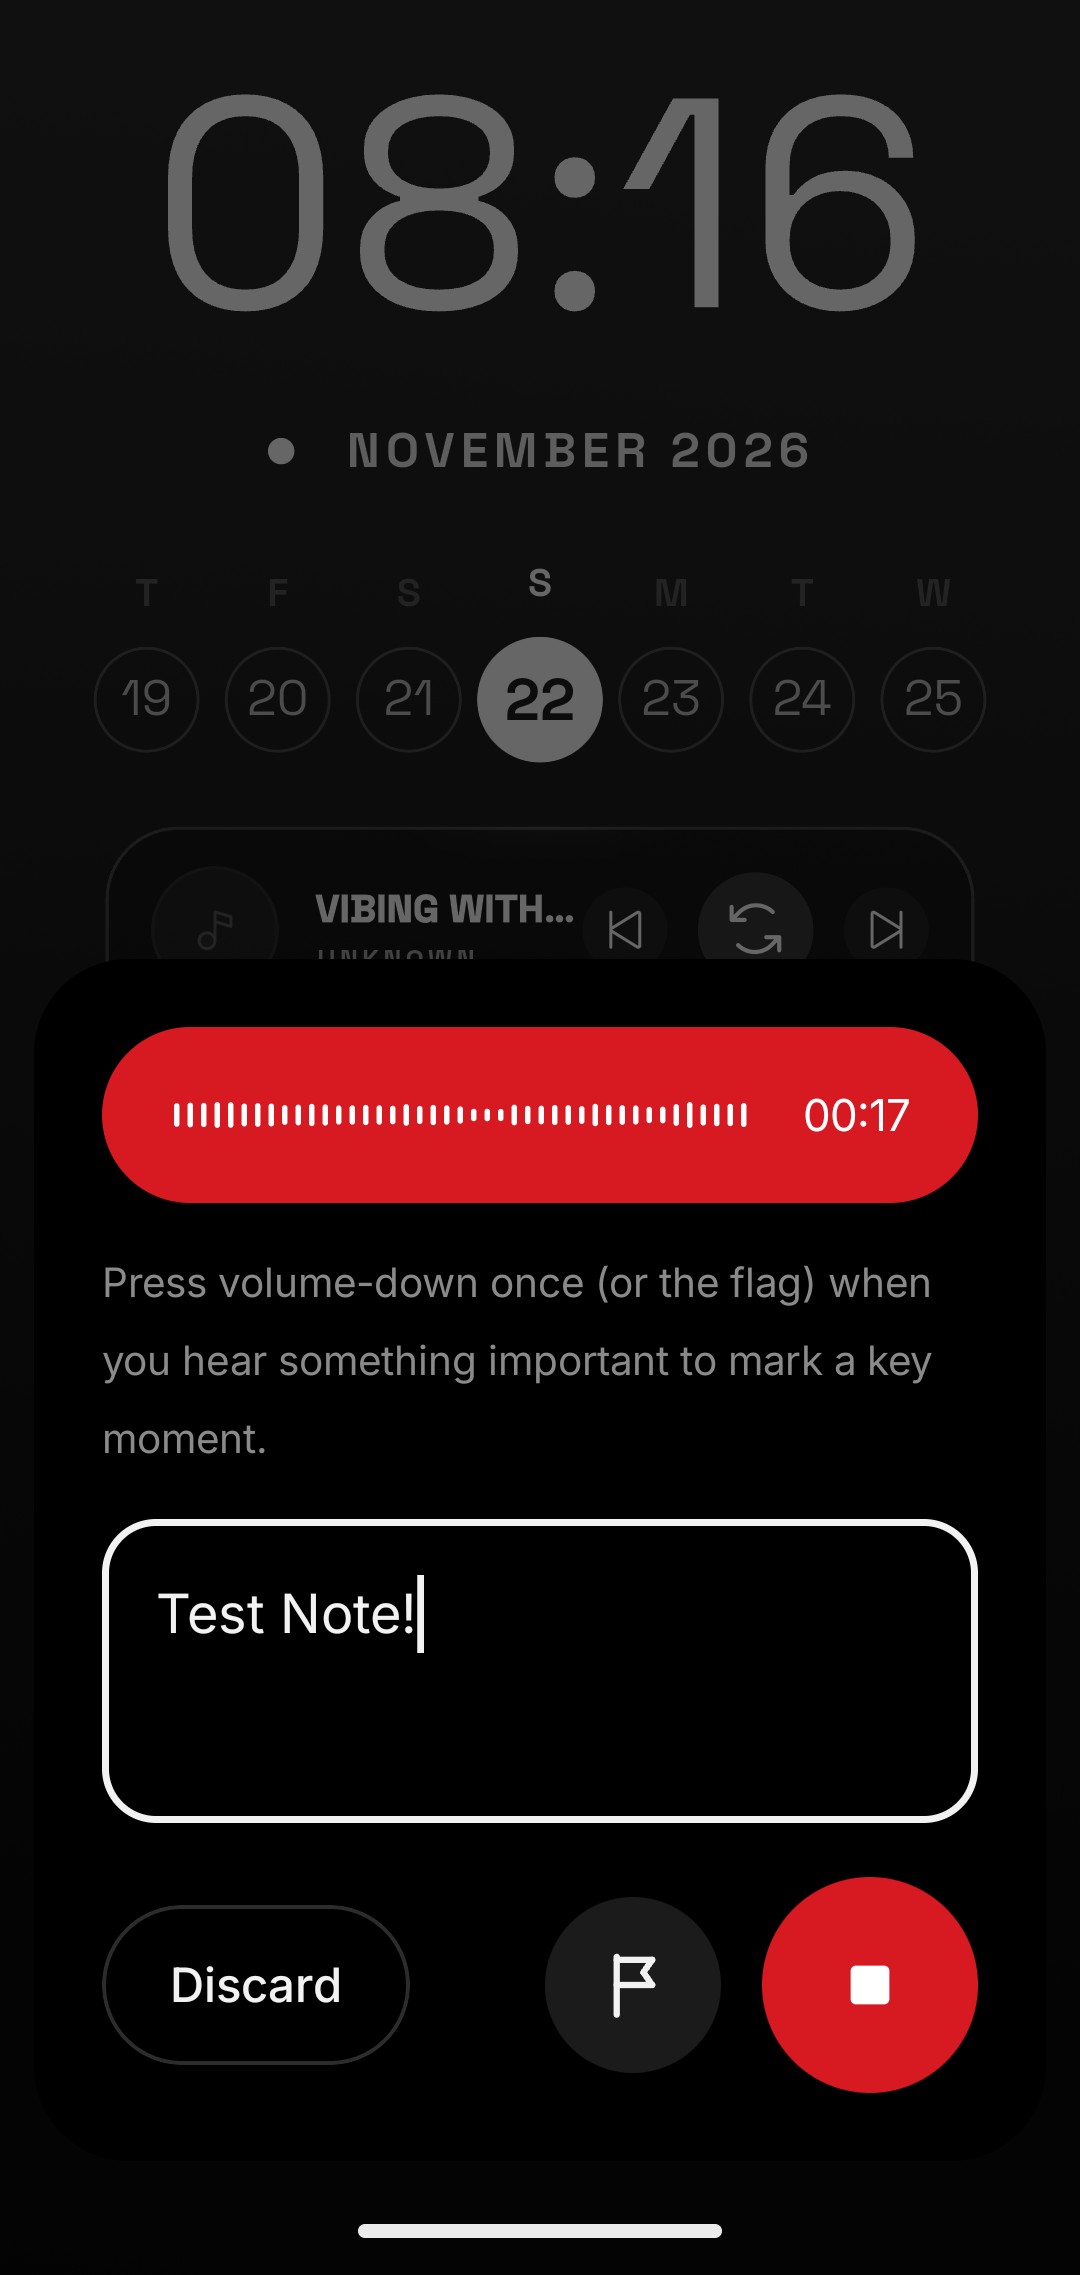 08:16
NOVEMBER 2026
T F S S M T W
19 20 21 22 23 24 25
VIBING WITH...
UNKNOWN
00:17
Press volume-down once (or the flag) when
you hear something important to mark a key
moment.
Test Note!
Discard